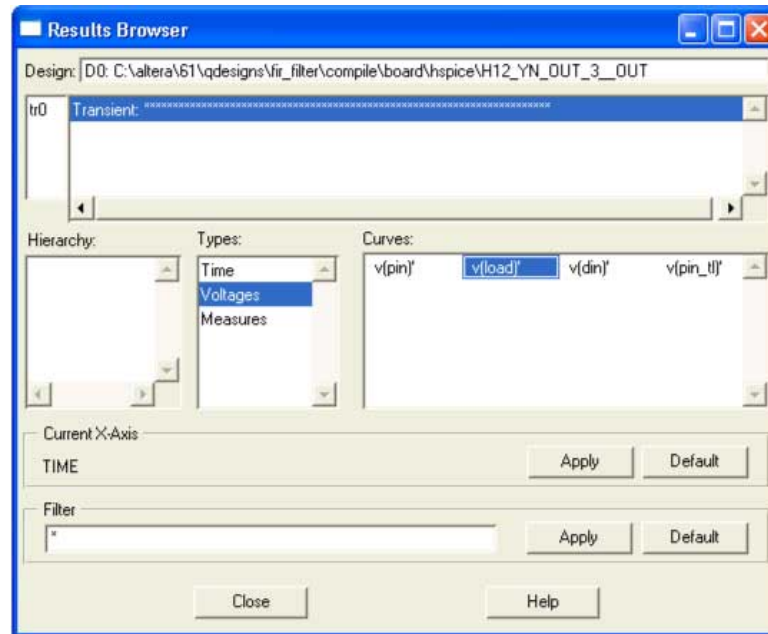 Results Browser
Design: D0: C:\altera\61\qdesigns\fir_filter\compile\board\hspice\H12_YN_OUT_3__OUT
tr0 Transient:
Hierarchy: Types: Curves:
Time v(pin)' v(load)' v(din)' v(pin_tl)'
Voltages
Measures
Current X-Axis
TIME Apply Default
Filter
* Apply Default
Close Help